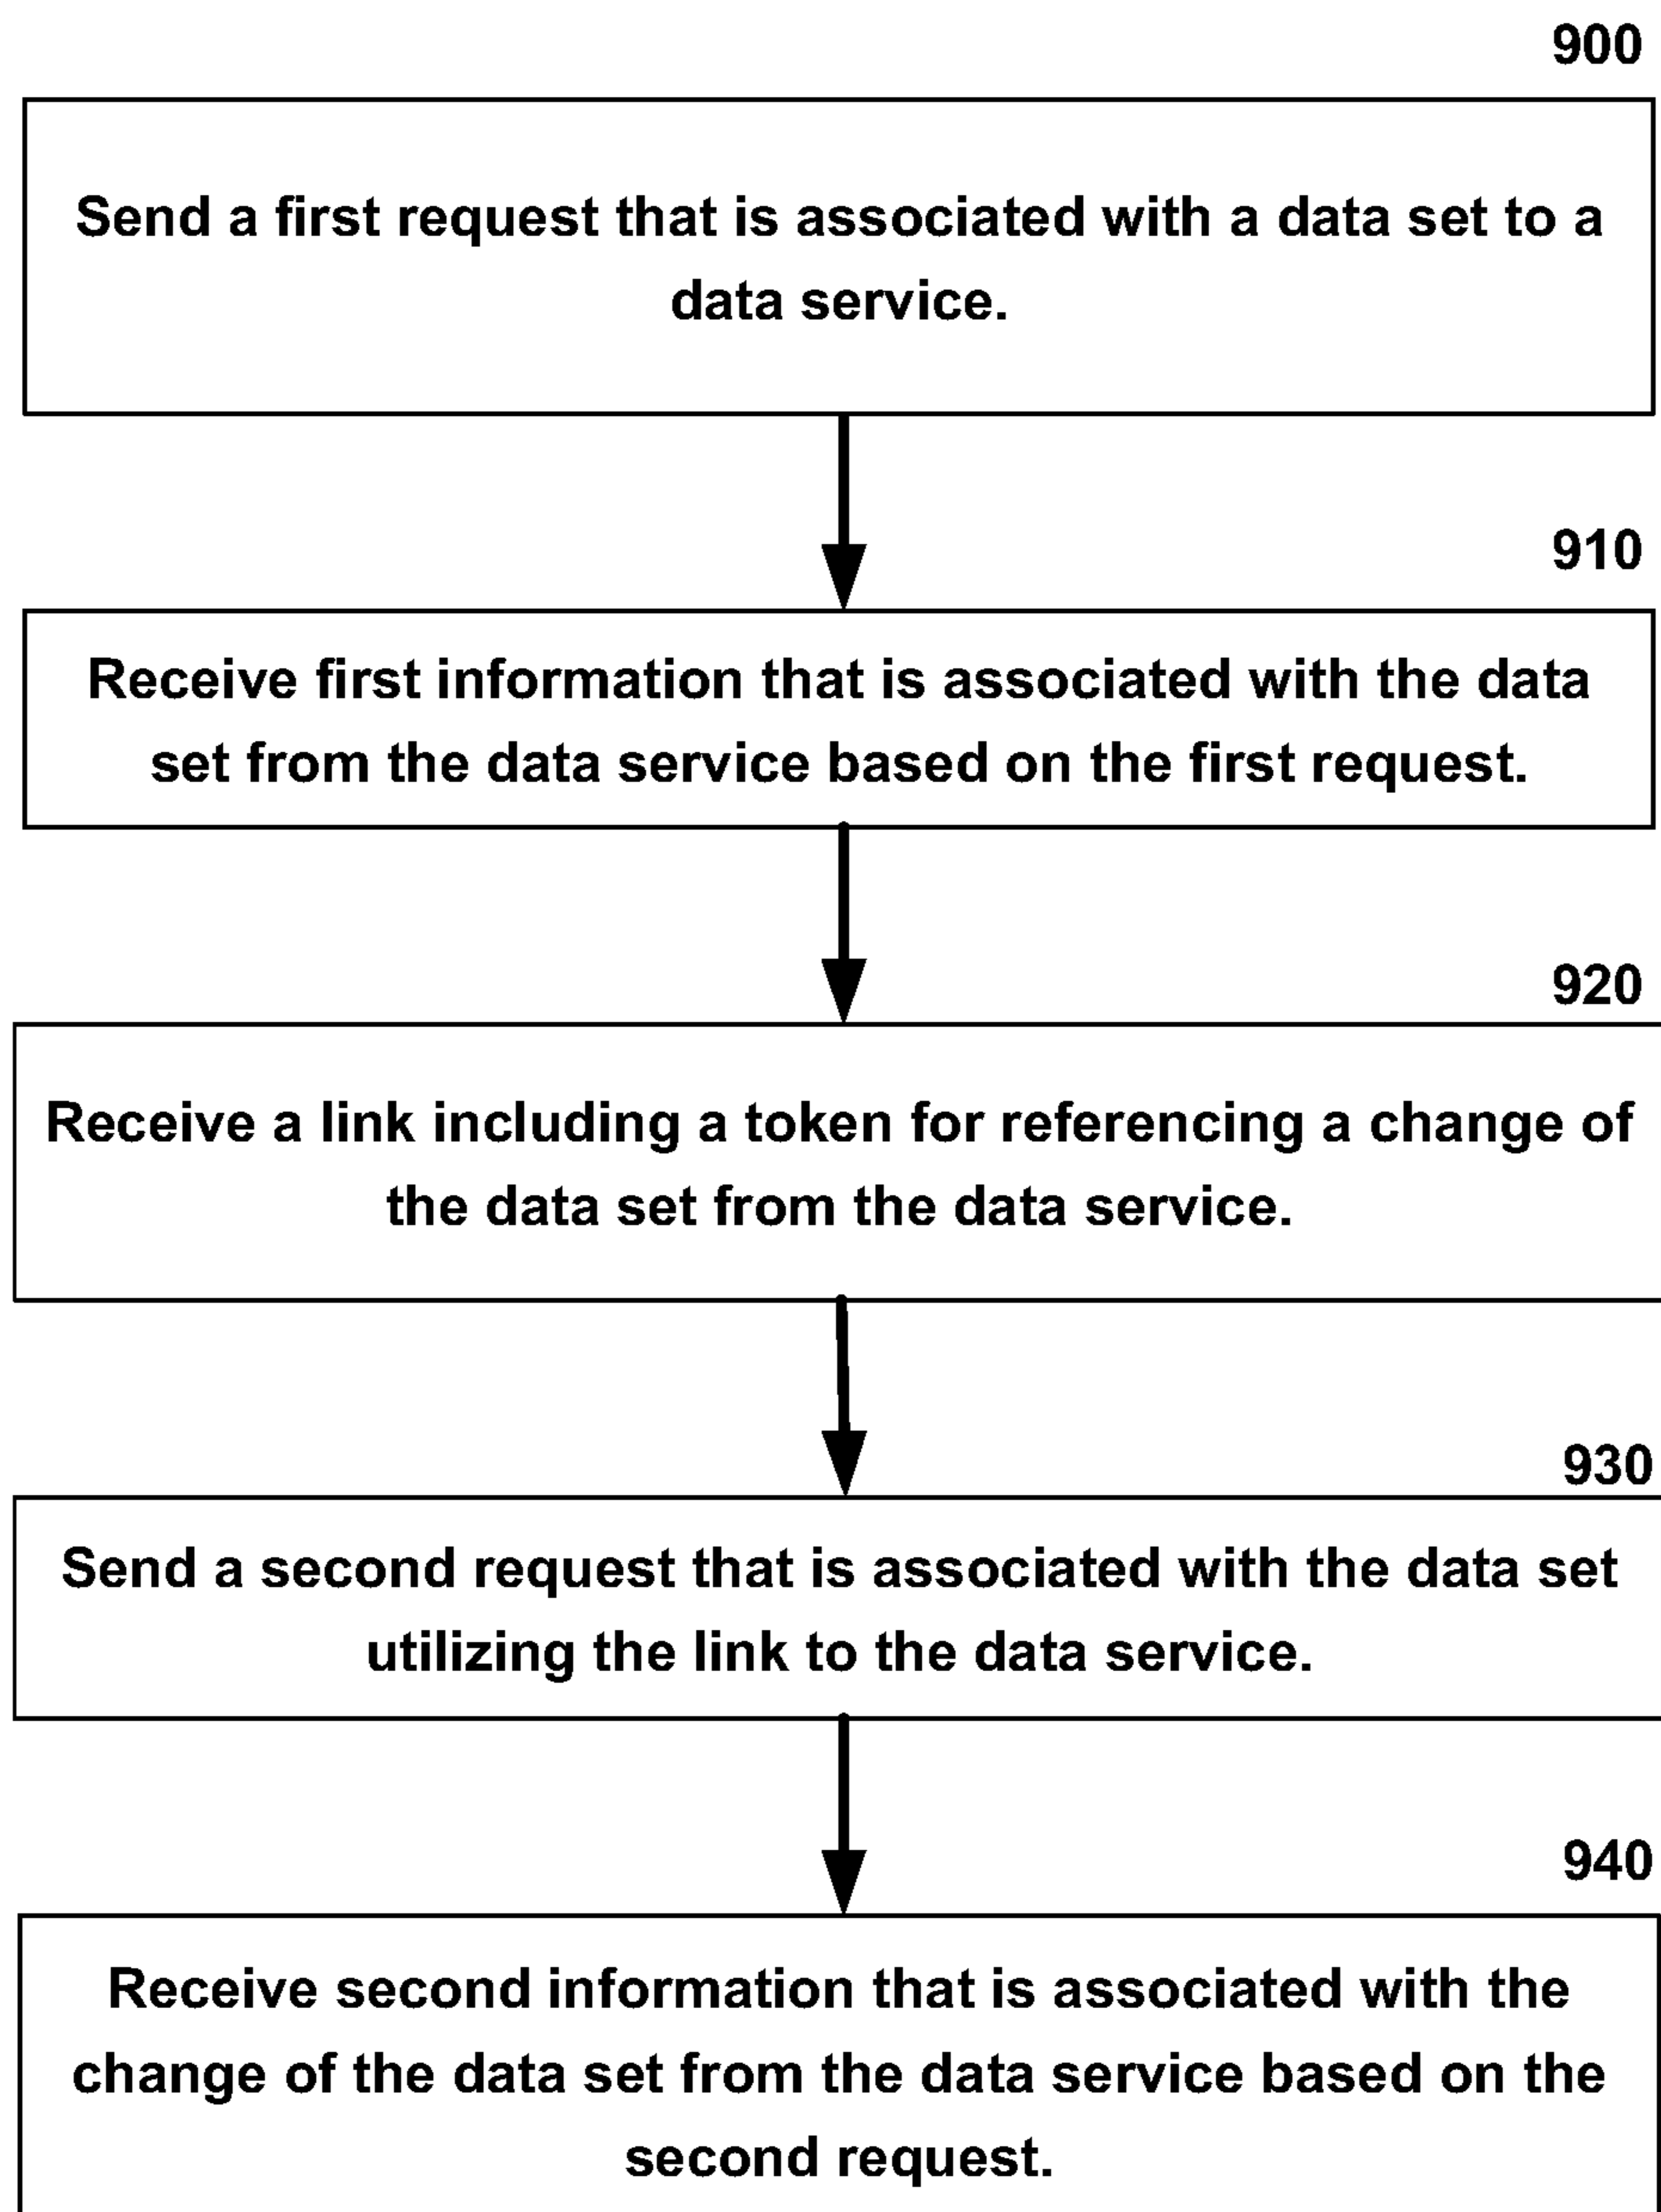 900
Send a first request that is associated with a data set to a
data service.
910
Receive first information that is associated with the data
set from the data service based on the first request.
920
Receive a link including a token for referencing a change of
the data set from the data service.
930
Send a second request that is associated with the data set
utilizing the link to the data service.
940
Receive second information that is associated with the
change of the data set from the data service based on the
second request.